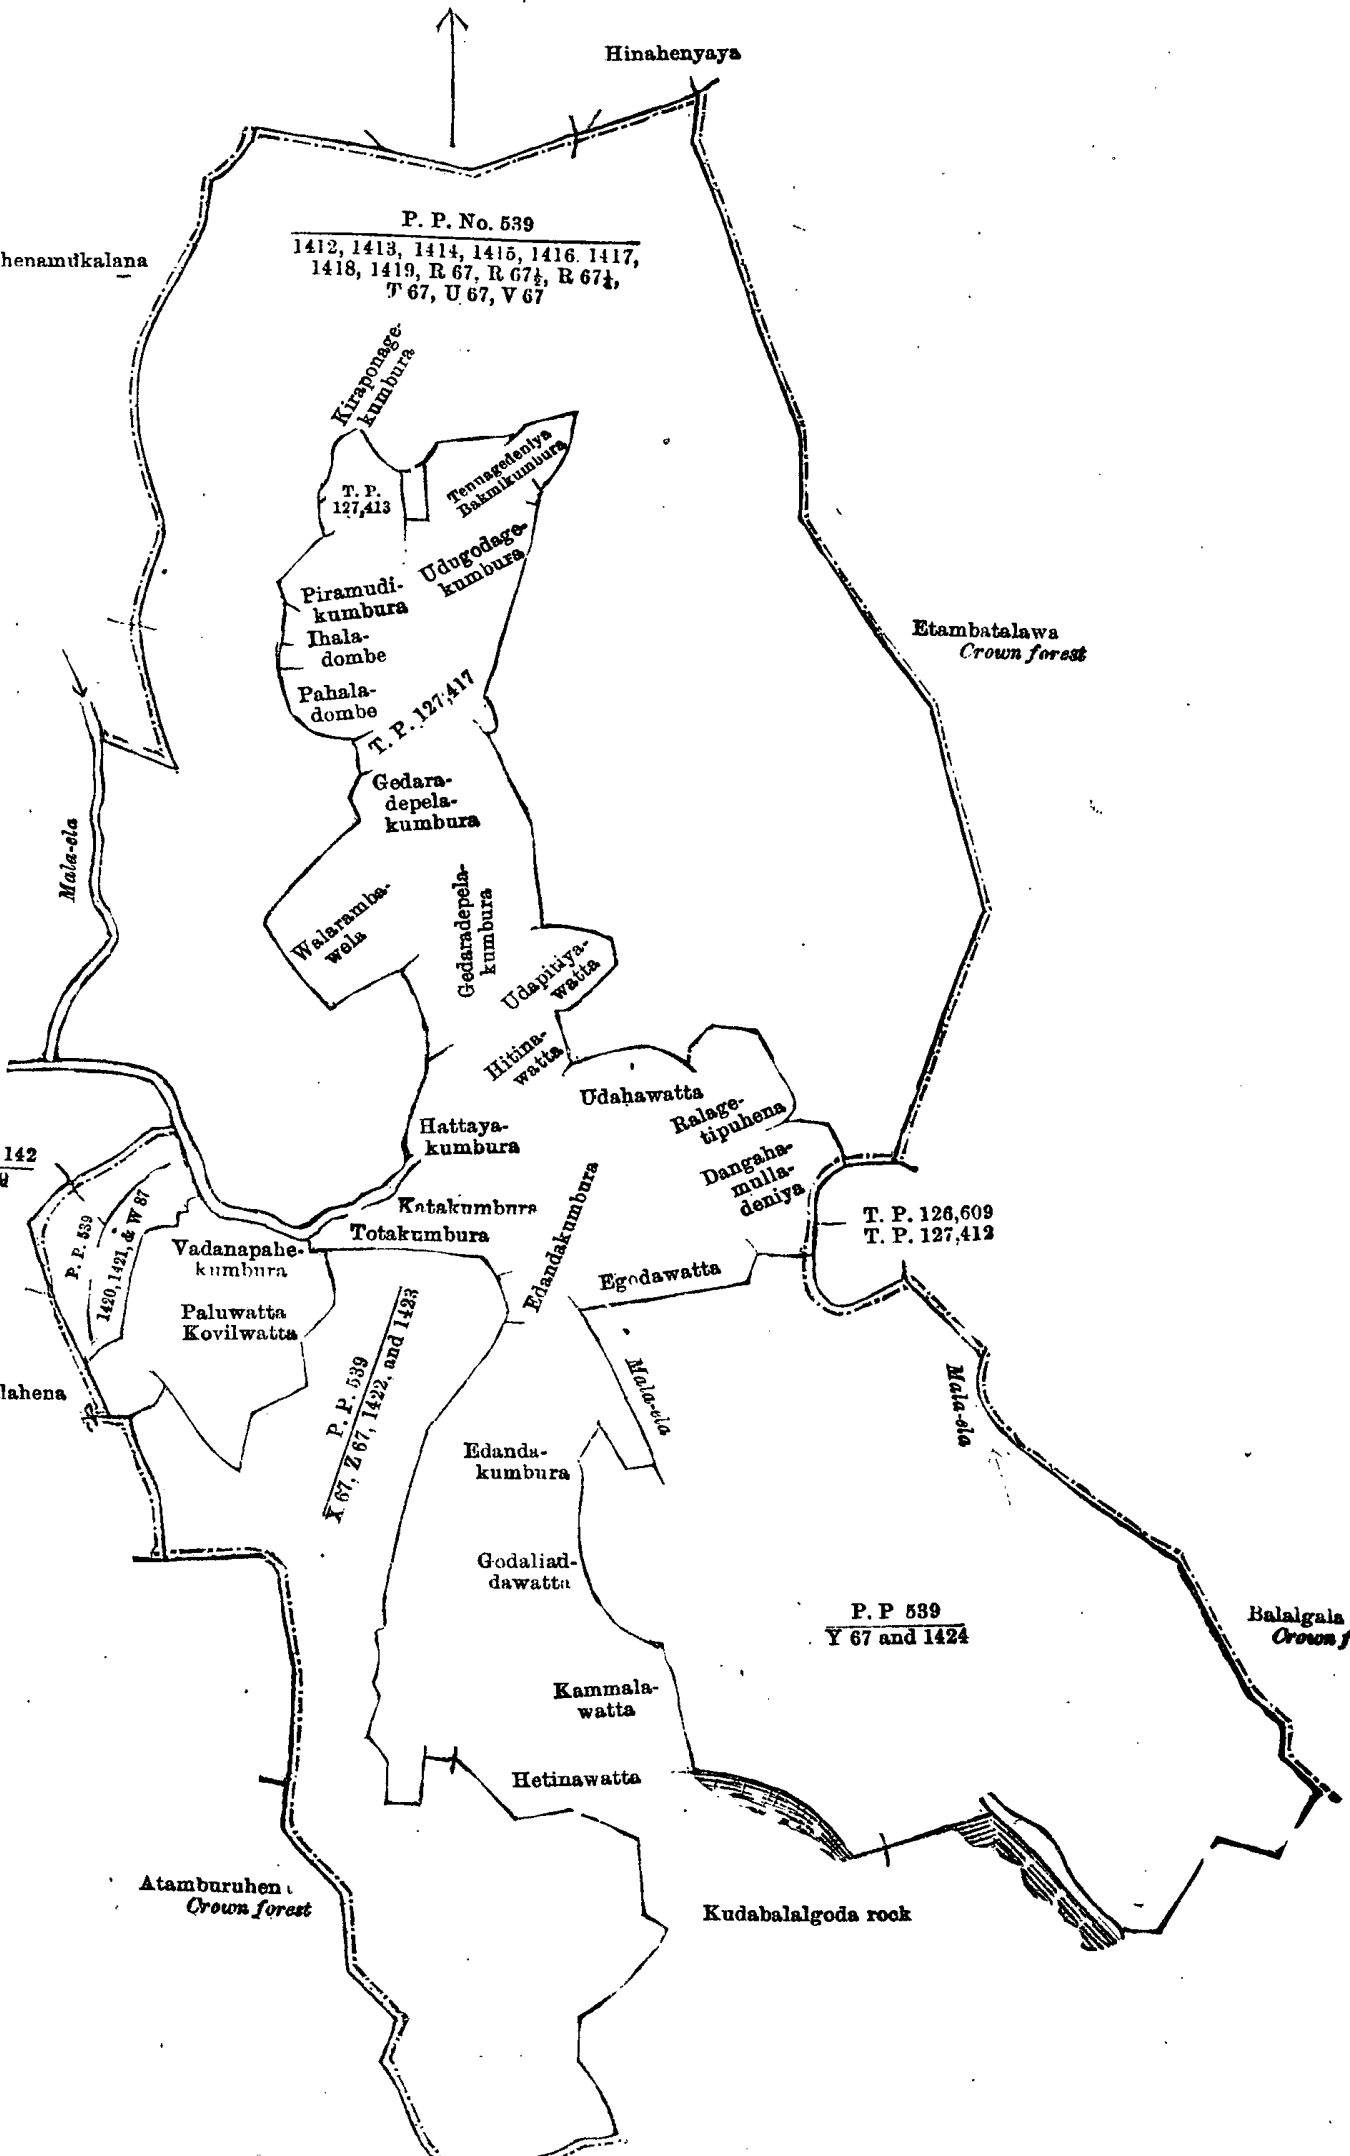 Hinahenyaya
P. P. No. 539
1412, 1413, 1414, 1415, 1416. 1417,
1418, 1419, R 67, R 67½, R 67¼,
T 67, U 67, V 67
henamukalana
Kiraponage-
kumbura
T. P.
127,413
Tennagedeniya
Bakmikumbura
Udugodage-
kumbura
Piramudi-
kumbura
Ihala-
dombe
Pahala-
dombe
T. P. 127,417
Etambatalawa
Crown forest
Gedara-
depela-
kumbura
Mala-ela
Walaramba-
wela
Gedaradepela-
kumbura
Udapitiya-
watta
Hitina-
watta
Udahawatta
Ralage-
tipuhena
Hattaya-
kumbura
Dangaha-
mulla-
deniya
142
Katakumbura
Totakumbura
Edandakumbura
T. P. 126,609
T. P. 127,412
P. P. 539
1420, 1421, & W 87
Vadanapahe-
kumbura
Paluwatta
Kovilwatta
Egodawatta
P. P. 539
X 67, Z 67, 1422, and 1423
Mala-ela
Mala-ela
lahena
Edanda-
kumbura
Godaliad-
dawatta
P. P 539
Y 67 and 1424
Balalgala
Crown f
Kammala-
watta
Hetinawatta
Atamburuhen
Crown forest
Kudabalalgoda rock